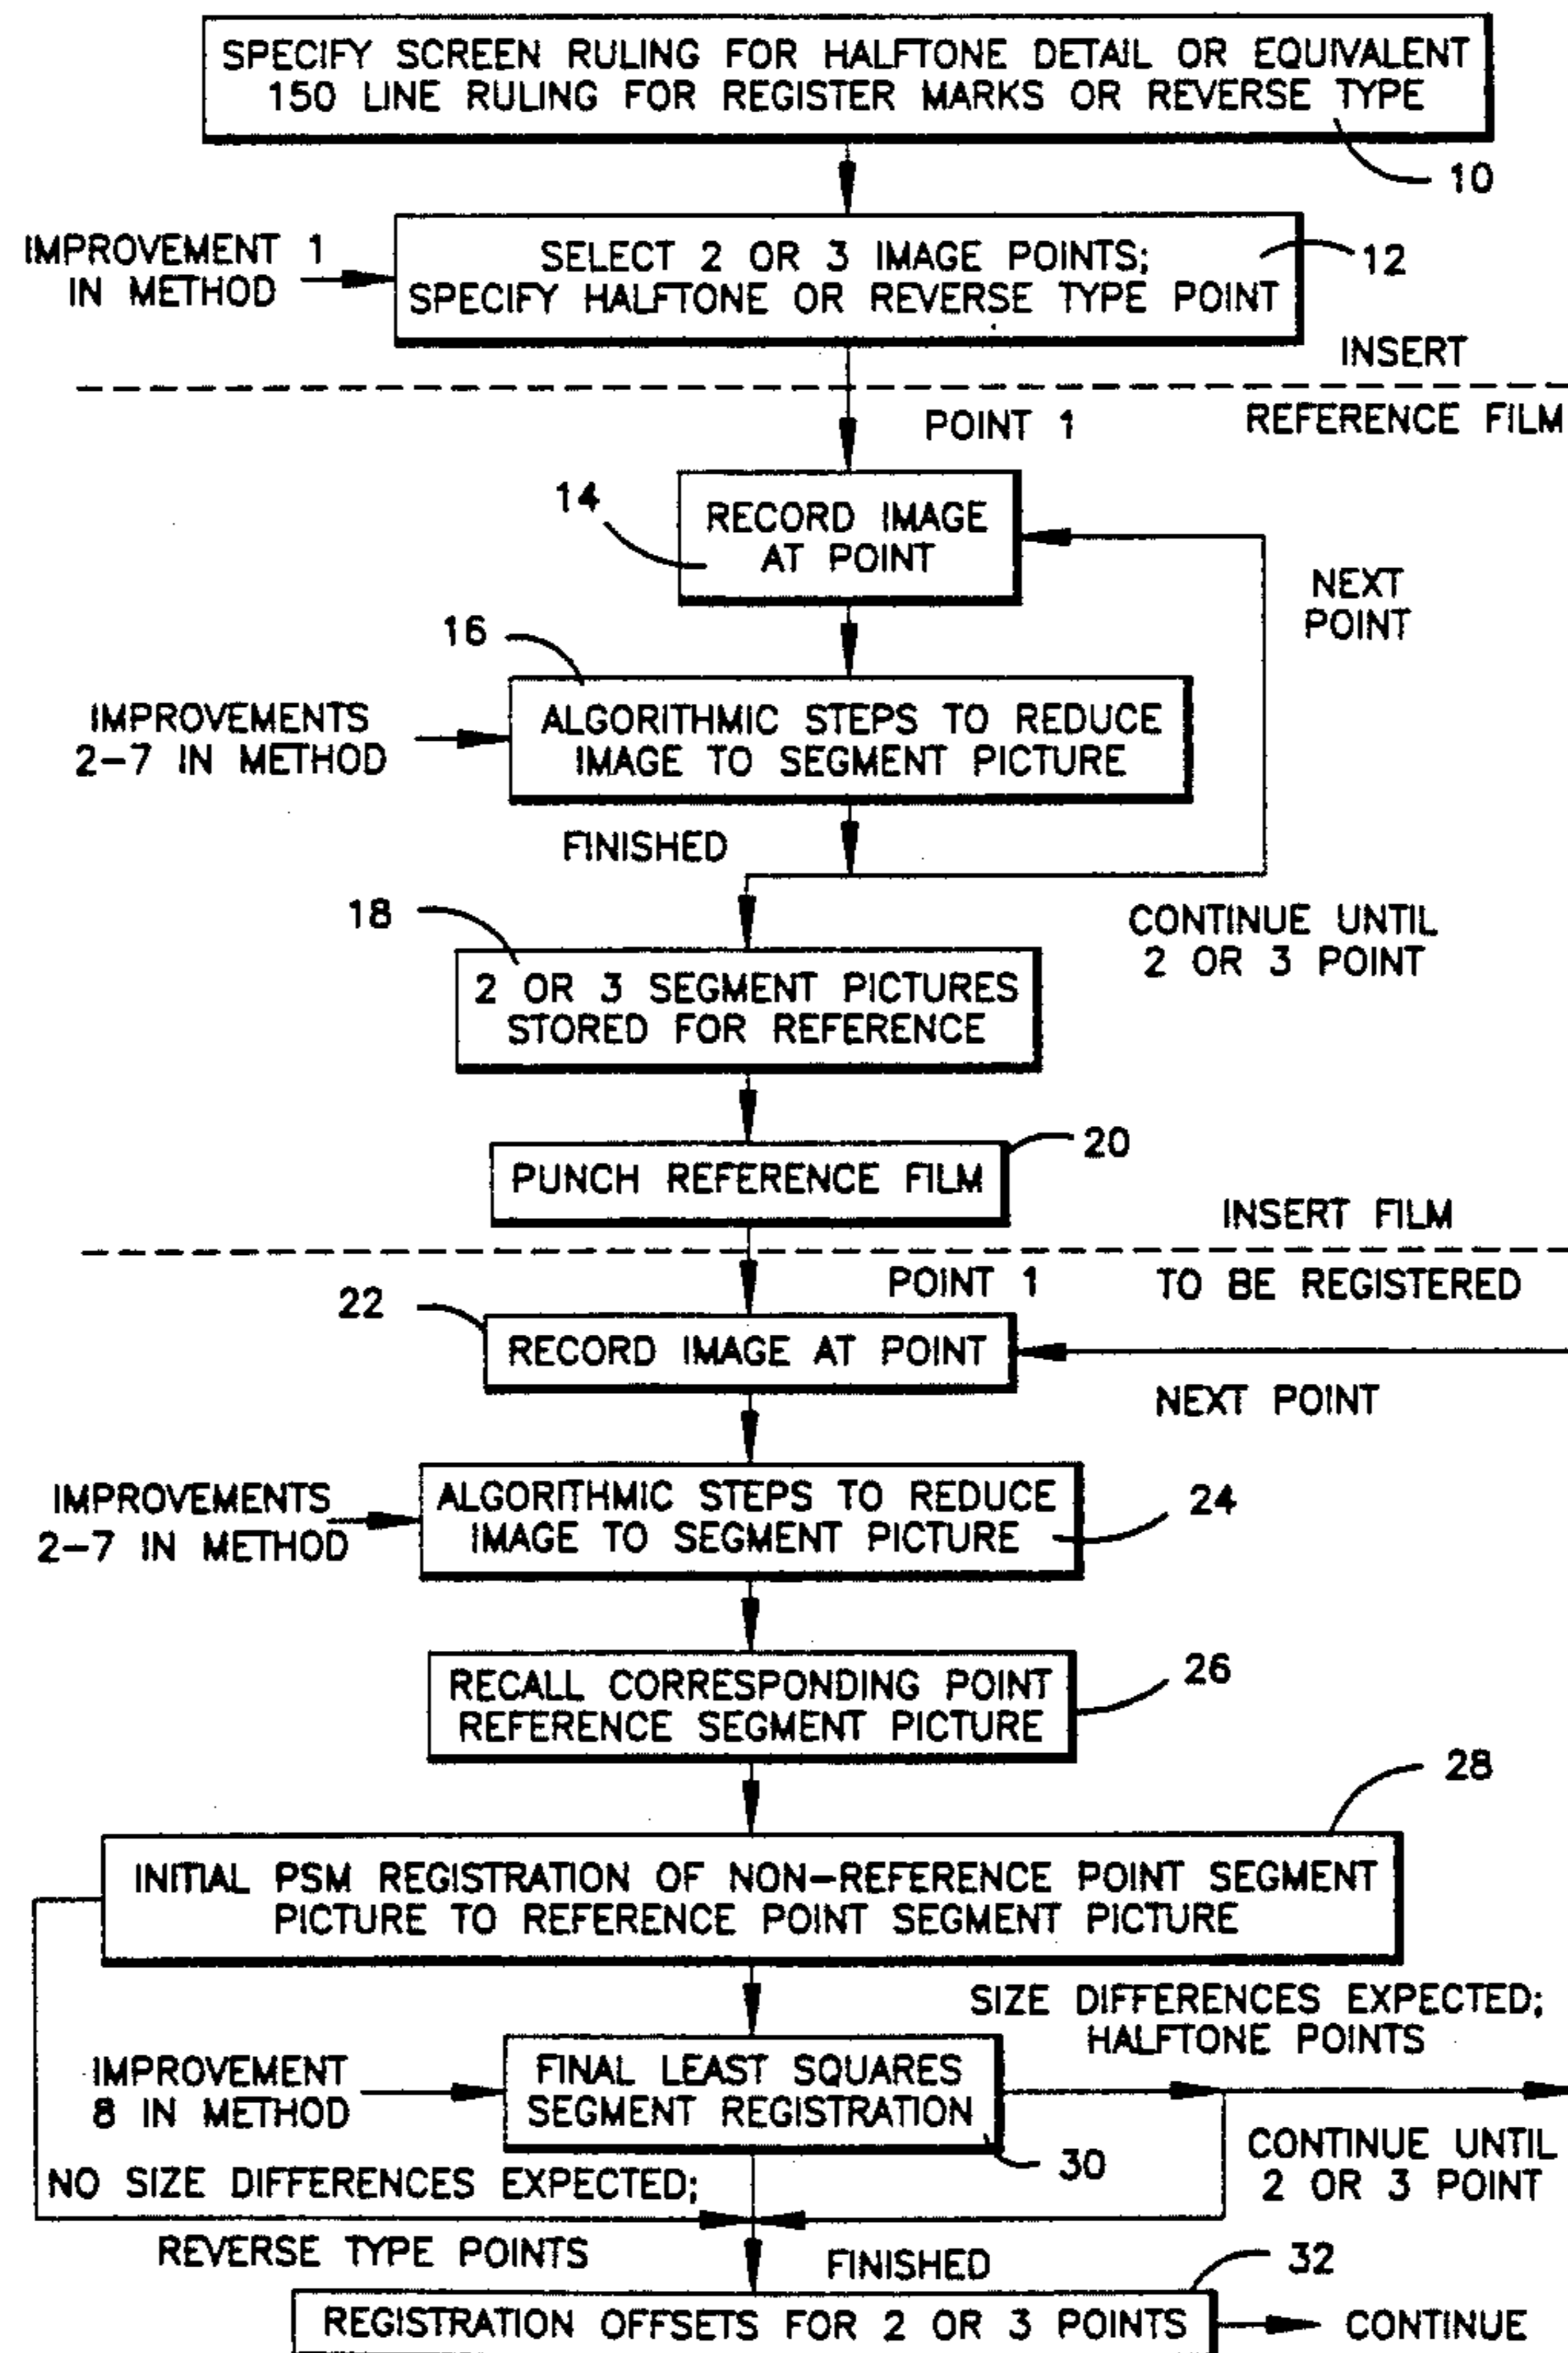 SPECIFY SCREEN RULING FOR HALFTONE DETAIL OR EQUIVALENT
150 LINE RULING FOR REGISTER MARKS OR REVERSE TYPE
10
IMPROVEMENT 1
IN METHOD
SELECT 2 OR 3 IMAGE POINTS;
SPECIFY HALFTONE OR REVERSE TYPE POINT
12
INSERT
REFERENCE FILM
POINT 1
14
RECORD IMAGE
AT POINT
NEXT
POINT
16
IMPROVEMENTS
2-7 IN METHOD
ALGORITHMIC STEPS TO REDUCE
IMAGE TO SEGMENT PICTURE
FINISHED
18
CONTINUE UNTIL
2 OR 3 POINT
2 OR 3 SEGMENT PICTURES
STORED FOR REFERENCE
20
PUNCH REFERENCE FILM
INSERT FILM
TO BE REGISTERED
POINT 1
22
RECORD IMAGE AT POINT
NEXT POINT
IMPROVEMENTS
2-7 IN METHOD
ALGORITHMIC STEPS TO REDUCE
IMAGE TO SEGMENT PICTURE
24
RECALL CORRESPONDING POINT
REFERENCE SEGMENT PICTURE
26
28
INITIAL PSM REGISTRATION OF NON-REFERENCE POINT SEGMENT
PICTURE TO REFERENCE POINT SEGMENT PICTURE
SIZE DIFFERENCES EXPECTED;
HALFTONE POINTS
IMPROVEMENT
8 IN METHOD
FINAL LEAST SQUARES
SEGMENT REGISTRATION
30
CONTINUE UNTIL
2 OR 3 POINT
NO SIZE DIFFERENCES EXPECTED;
REVERSE TYPE POINTS
FINISHED
32
REGISTRATION OFFSETS FOR 2 OR 3 POINTS
CONTINUE